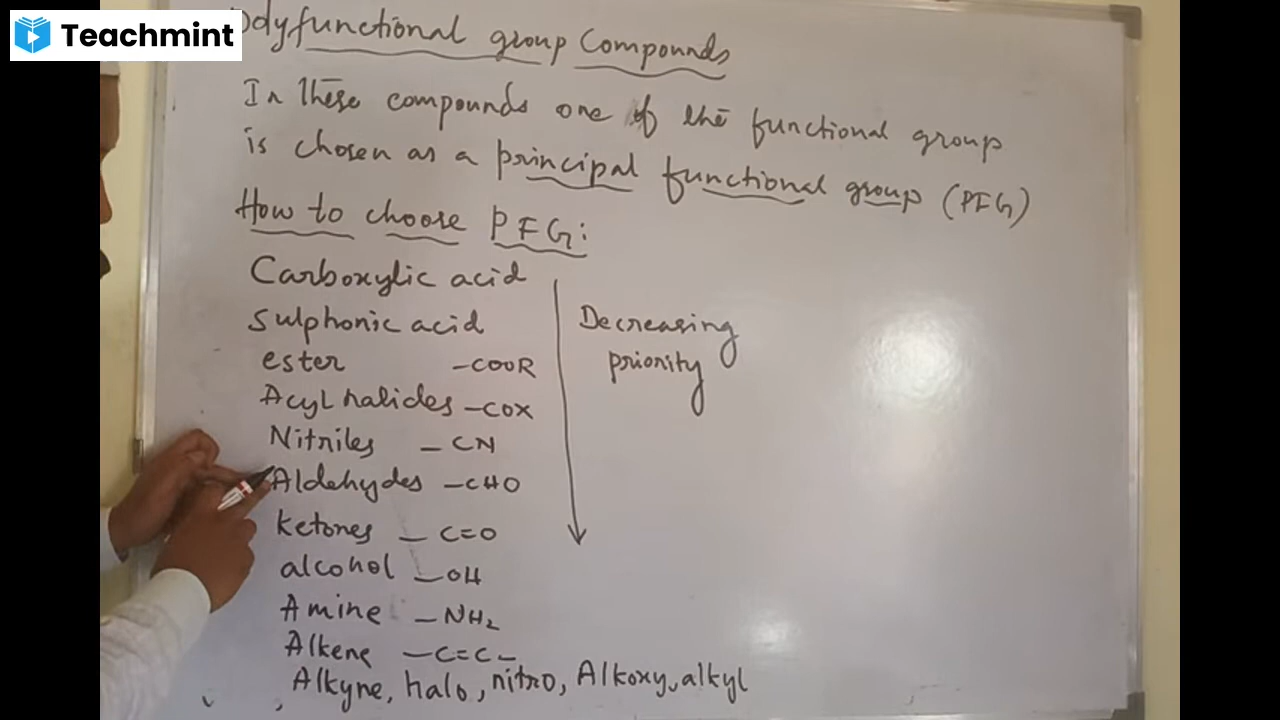 Teachmint
olyfunctional group Compounds
In these compounds one of the functional group
is chosen as a principal functional group (PFG)
How to choose PFG:
Carboxylic acid
Sulphonic acid
ester -COOR
Acyl halides -COX
Nitriles - CN
Aldehydes -CHO
Ketones - C=O
alcohol -OH
Amine -NH2
Alkene -C=C-
Alkyne, halo, nitro, Alkoxy, alkyl
Decreasing
priority